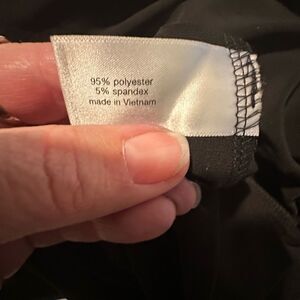 95% polyester
5% spandex
made in Vietnam